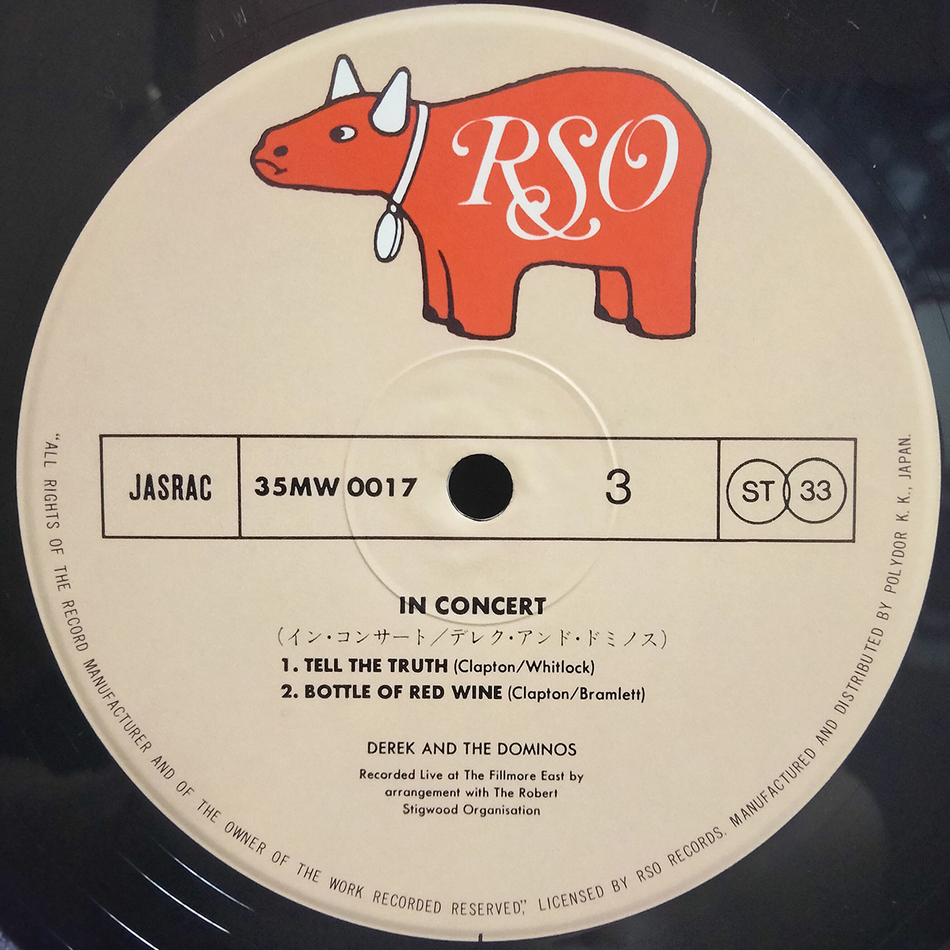 RSO
JASRAC
35MW 0017
3
ST 33
IN CONCERT
(イン・コンサート/デレク・アンド・ドミノス)
1. TELL THE TRUTH (Clapton/Whitlock)
2. BOTTLE OF RED WINE (Clapton/Bramlett)
DEREK AND THE DOMINOS
Recorded Live at The Fillmore East by
arrangement with The Robert
Stigwood Organisation
"ALL RIGHTS OF THE RECORD MANUFACTURER AND OF THE OWNER OF THE WORK RECORDED RESERVED," LICENSED BY RSO RECORDS. MANUFACTURED AND DISTRIBUTED BY POLYDOR K. K., JAPAN.